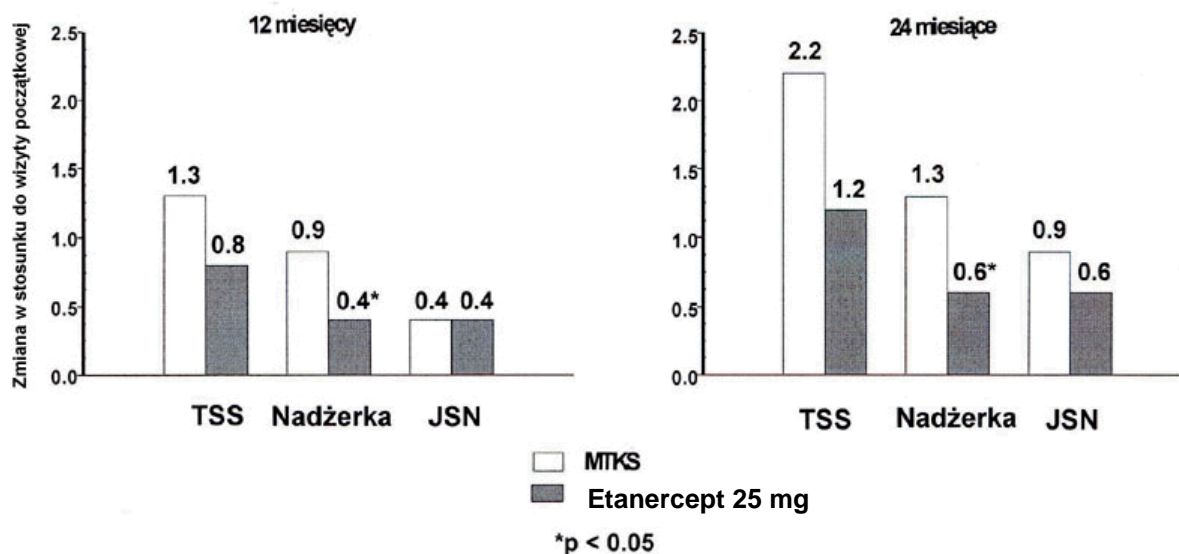 12 miesięcy
Zmiana w stosunku do wizyty początkowej
2.5
2.0
1.5
1.0
0.5
0.0
1.3
0.8
0.9
0.4*
0.4 0.4
TSS Nadżerka JSN
24 miesiące
2.5
2.0
1.5
1.0
0.5
0.0
2.2
1.2
1.3
0.6*
0.9
0.6
TSS Nadżerka JSN
MTKS
Etanercept 25 mg
*p < 0.05